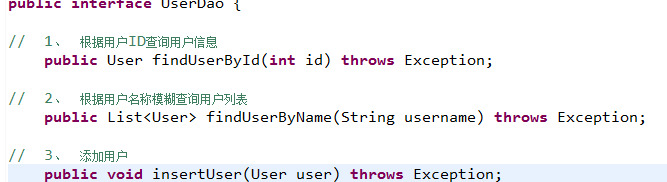 public interface UserDao {
// 1、 根据用户ID查询用户信息
public User findUserById(int id) throws Exception;
// 2、 根据用户名称模糊查询用户列表
public List<User> findUserByName(String username) throws Exception;
// 3、 添加用户
public void insertUser(User user) throws Exception;